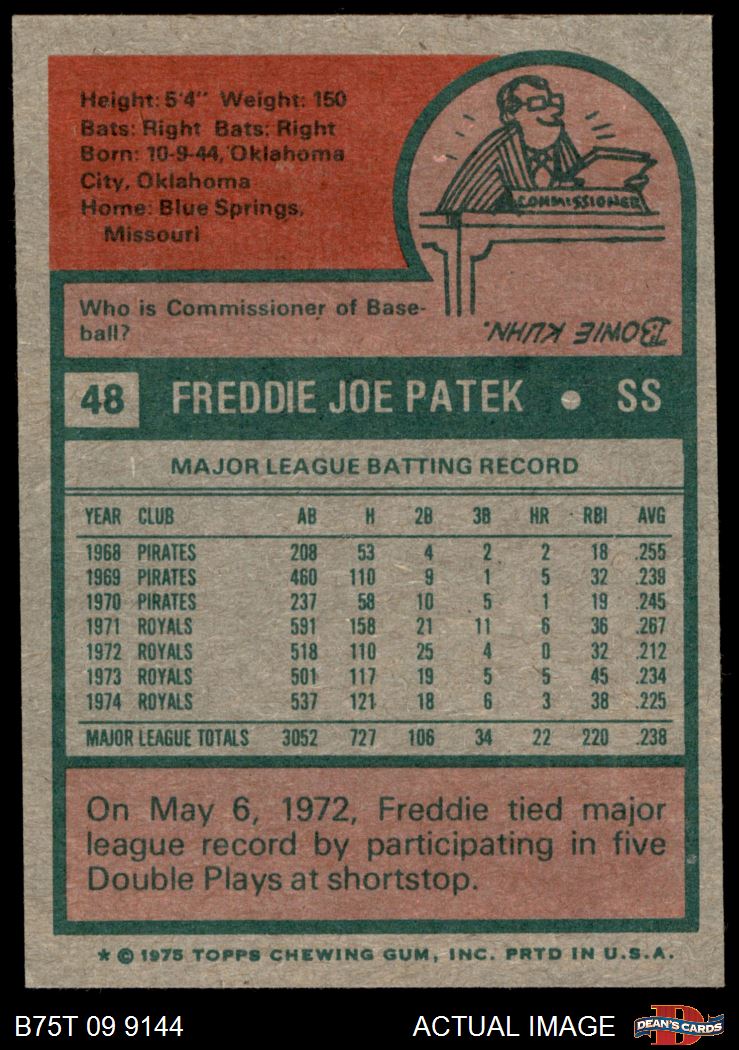 Height: 5'4" Weight: 150
Bats: Right Bats: Right
Born: 10-9-44, Oklahoma
City, Oklahoma
Home: Blue Springs,
Missouri
COMMISSIONER
Who is Commissioner of Base-
ball?
BOWIE KUHN.
48 FREDDIE JOE PATEK • SS
MAJOR LEAGUE BATTING RECORD
YEAR CLUB AB H 2B 3B HR RBI AVG
1968 PIRATES 208 53 4 2 2 18 .255
1969 PIRATES 460 110 9 1 5 32 .239
1970 PIRATES 237 58 10 5 1 19 .245
1971 ROYALS 591 158 21 11 6 36 .267
1972 ROYALS 518 110 25 4 0 32 .212
1973 ROYALS 501 117 19 5 5 45 .234
1974 ROYALS 537 121 18 6 3 38 .225
MAJOR LEAGUE TOTALS 3052 727 106 34 22 220 .238
On May 6, 1972, Freddie tied major
league record by participating in five
Double Plays at shortstop.
* © 1975 TOPPS CHEWING GUM, INC. PRTD IN U.S.A.
B75T 09 9144 ACTUAL IMAGE
D
DEAN'S CARDS